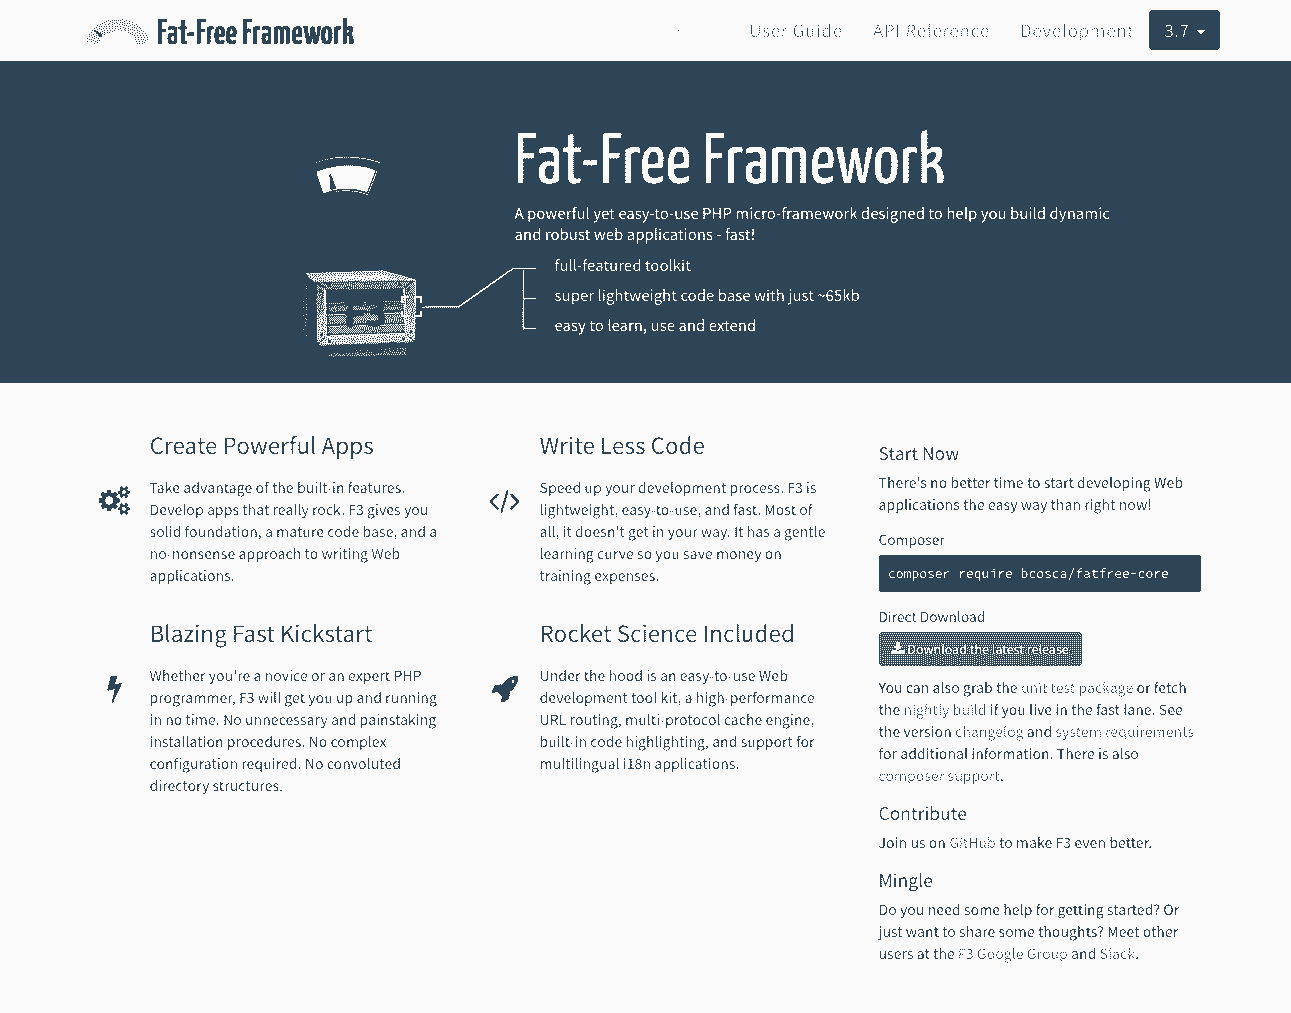 Fat-Free Framework
User Guide
API Reference
Development
3.7
Fat-Free Framework
A powerful yet easy-to-use PHP micro-framework designed to help you build dynamic
and robust web applications - fast!
full-featured toolkit
super lightweight code base with just ~65kb
easy to learn, use and extend
Create Powerful Apps
Take advantage of the built-in features.
Develop apps that really rock. F3 gives you
solid foundation, a mature code base, and a
no-nonsense approach to writing Web
applications.
Write Less Code
Speed up your development process. F3 is
lightweight, easy-to-use, and fast. Most of
all, it doesn't get in your way. It has a gentle
learning curve so you save money on
training expenses.
Blazing Fast Kickstart
Whether you're a novice or an expert PHP
programmer, F3 will get you up and running
in no time. No unnecessary and painstaking
installation procedures. No complex
configuration required. No convoluted
directory structures.
Rocket Science Included
Under the hood is an easy-to-use Web
development tool kit, a high-performance
URL routing, multi-protocol cache engine,
built-in code highlighting, and support for
multilingual i18n applications.
Start Now
There's no better time to start developing Web
applications the easy way than right now!
Composer
composer require bcosca/fatfree-core
Direct Download
Download the latest release
You can also grab the unit test package or fetch
the nightly build if you live in the fast lane. See
the version changelog and system requirements
for additional information. There is also
composer support.
Contribute
Join us on GitHub to make F3 even better.
Mingle
Do you need some help for getting started? Or
just want to share some thoughts? Meet other
users at the F3 Google Group and Slack.